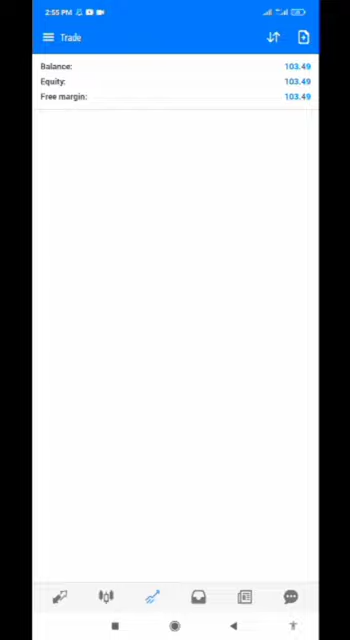 2:55 PM
Trade
Balance: 103.49
Equity: 103.49
Free margin: 103.49